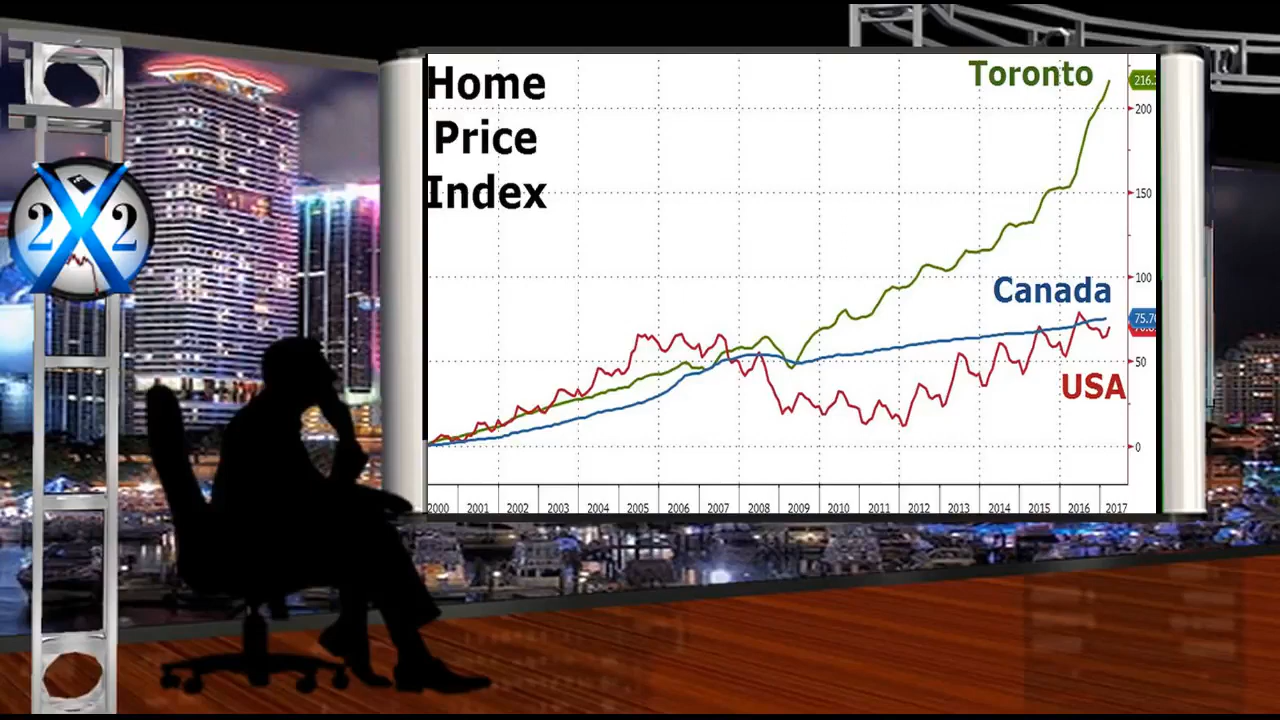 Home
Price
Index
Toronto
200
150
2X2
Canada
100
75.70
50
USA
0
2000 2001 2002 2003 2004 2005 2006 2007 2008 2009 2010 2011 2012 2013 2014 2015 2016 2017